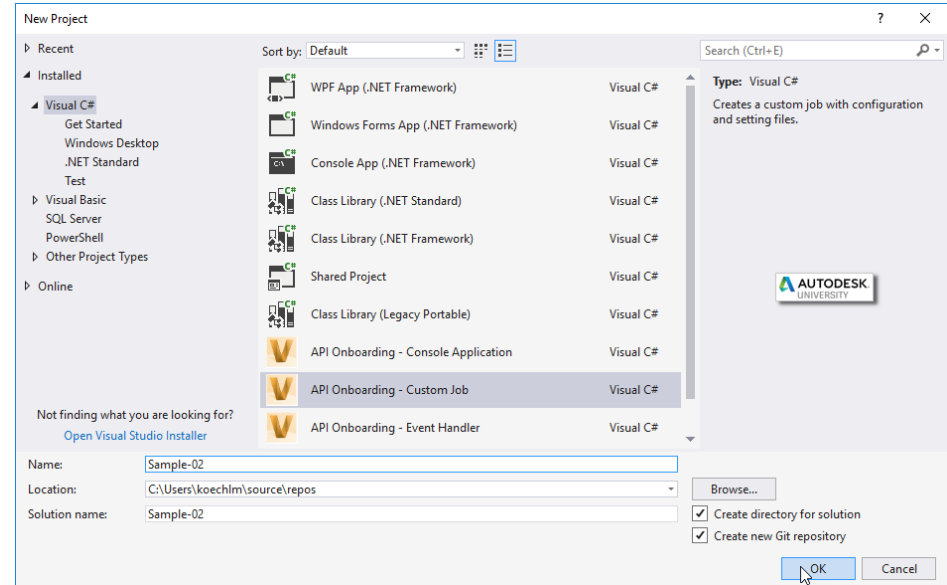 New Project
?
Recent
Installed
Visual C#
Get Started
Windows Desktop
.NET Standard
Test
Visual Basic
SQL Server
PowerShell
Other Project Types
Online
Not finding what you are looking for?
Open Visual Studio Installer
Sort by: Default
C#
WPF App (.NET Framework) Visual C#
C#
Windows Forms App (.NET Framework) Visual C#
C#
Console App (.NET Framework) Visual C#
C#
Class Library (.NET Standard) Visual C#
C#
Class Library (.NET Framework) Visual C#
C#
Shared Project Visual C#
C#
Class Library (Legacy Portable) Visual C#
API Onboarding - Console Application Visual C#
API Onboarding - Custom Job Visual C#
API Onboarding - Event Handler Visual C#
Search (Ctrl+E)
Type: Visual C#
Creates a custom job with configuration
and setting files.
AUTODESK.
UNIVERSITY
Name: Sample-02
Location: C:\Users\koechlm\source\repos
Browse...
Solution name: Sample-02
Create directory for solution
Create new Git repository
OK
Cancel